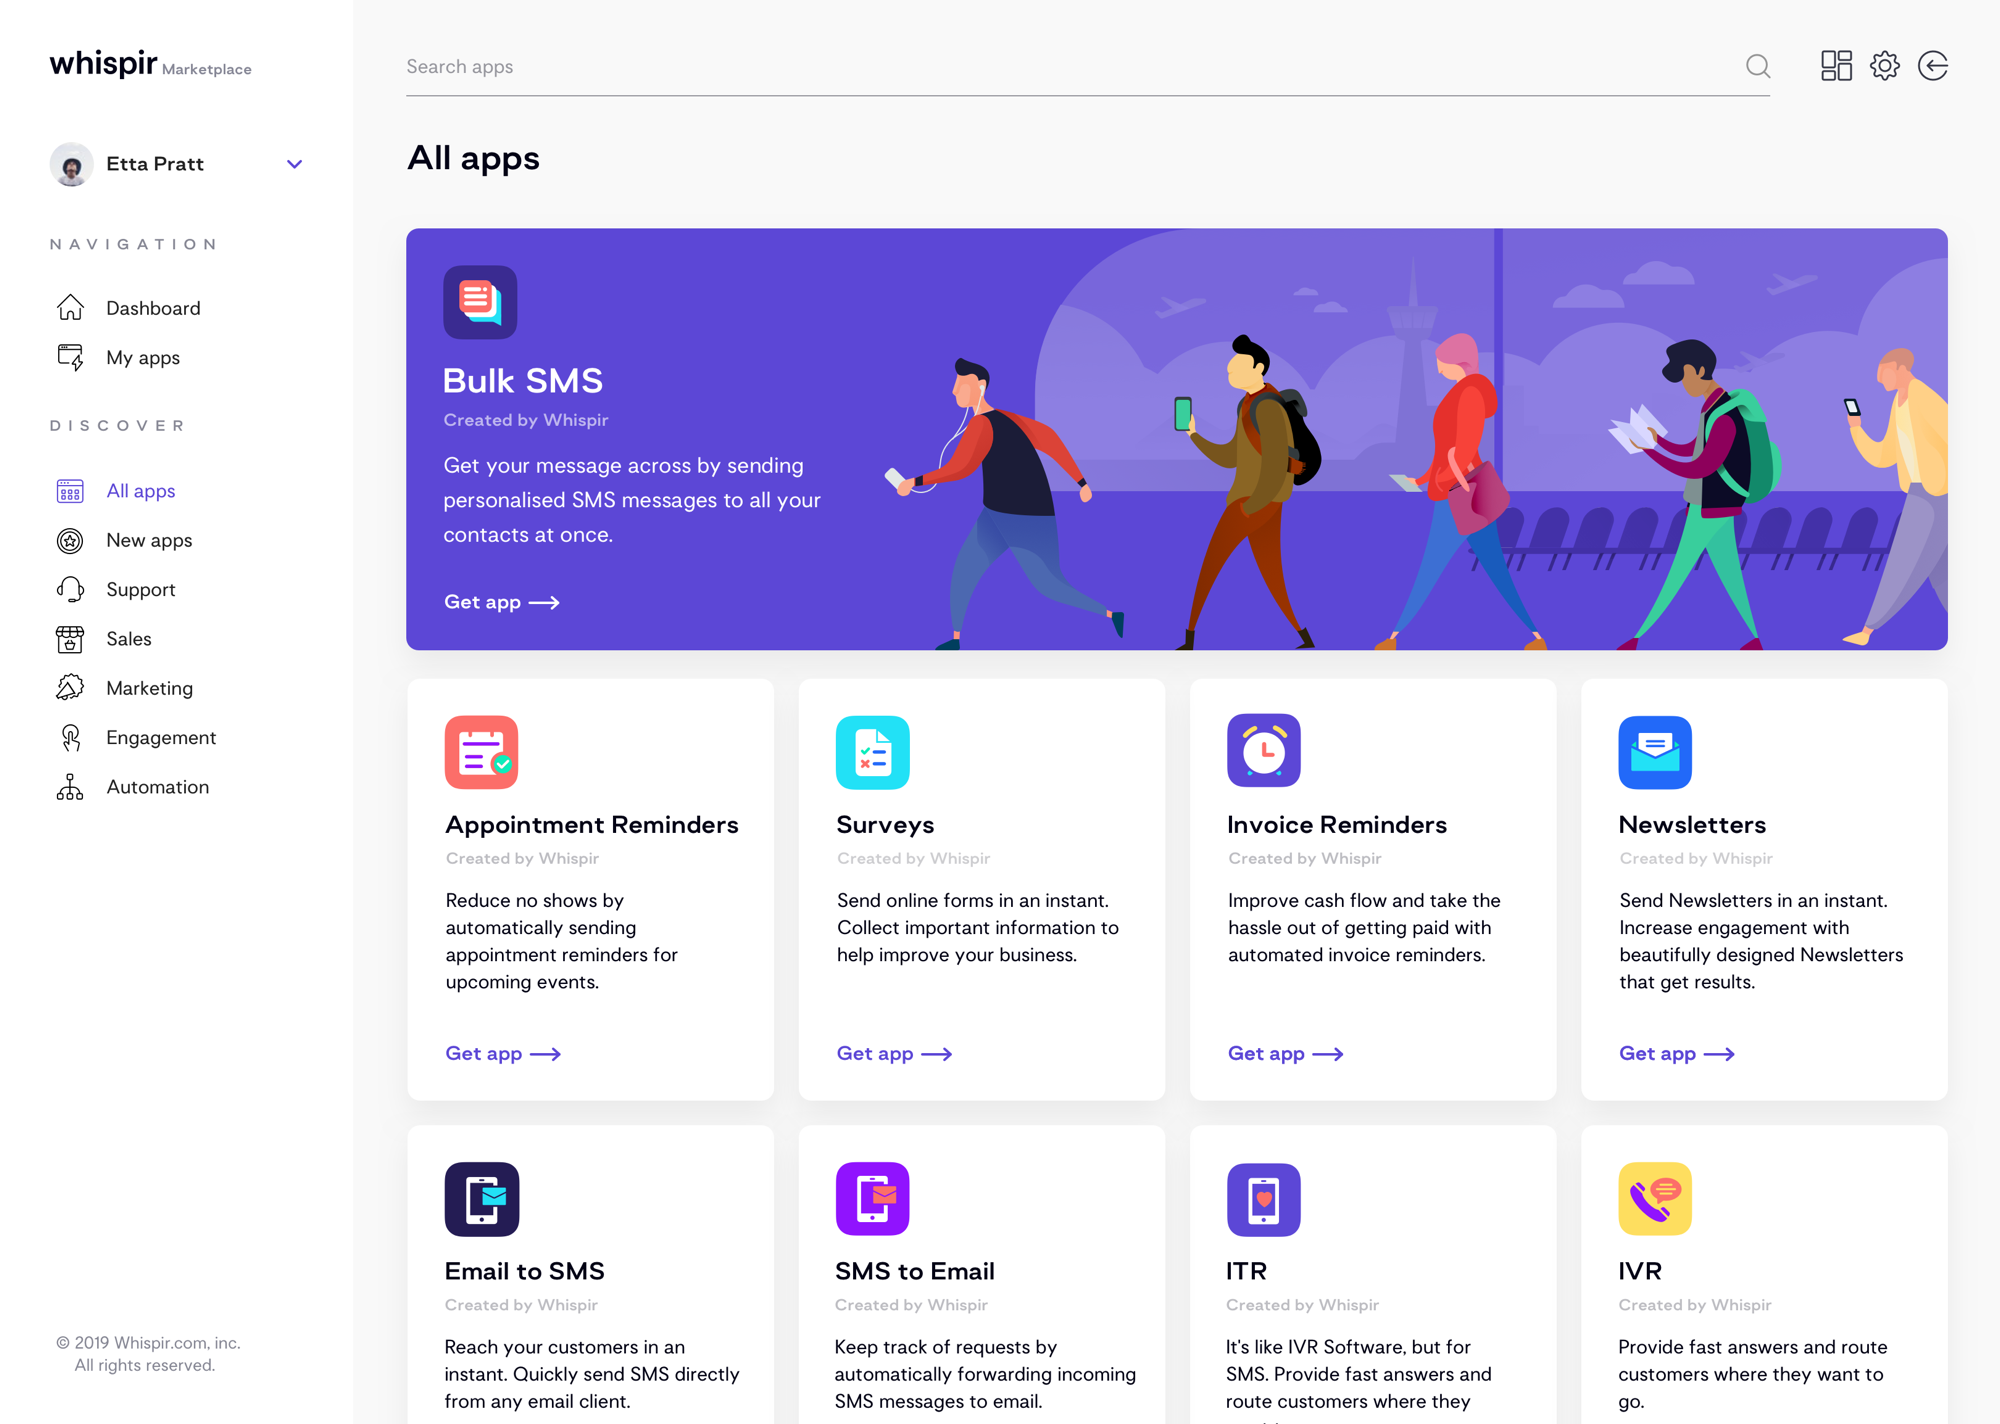 whispir Marketplace
Search apps
Etta Pratt
NAVIGATION
Dashboard
My apps
DISCOVER
All apps
New apps
Support
Sales
Marketing
Engagement
Automation
© 2019 Whispir.com, inc.
All rights reserved.
All apps
Bulk SMS
Created by Whispir
Get your message across by sending
personalised SMS messages to all your
contacts at once.
Get app
Appointment Reminders
Created by Whispir
Reduce no shows by
automatically sending
appointment reminders for
upcoming events.
Get app
Surveys
Created by Whispir
Send online forms in an instant.
Collect important information to
help improve your business.
Get app
Invoice Reminders
Created by Whispir
Improve cash flow and take the
hassle out of getting paid with
automated invoice reminders.
Get app
Newsletters
Created by Whispir
Send Newsletters in an instant.
Increase engagement with
beautifully designed Newsletters
that get results.
Get app
Email to SMS
Created by Whispir
Reach your customers in an
instant. Quickly send SMS directly
from any email client.
SMS to Email
Created by Whispir
Keep track of requests by
automatically forwarding incoming
SMS messages to email.
ITR
Created by Whispir
It's like IVR Software, but for
SMS. Provide fast answers and
route customers where they
IVR
Created by Whispir
Provide fast answers and route
customers where they want to
go.